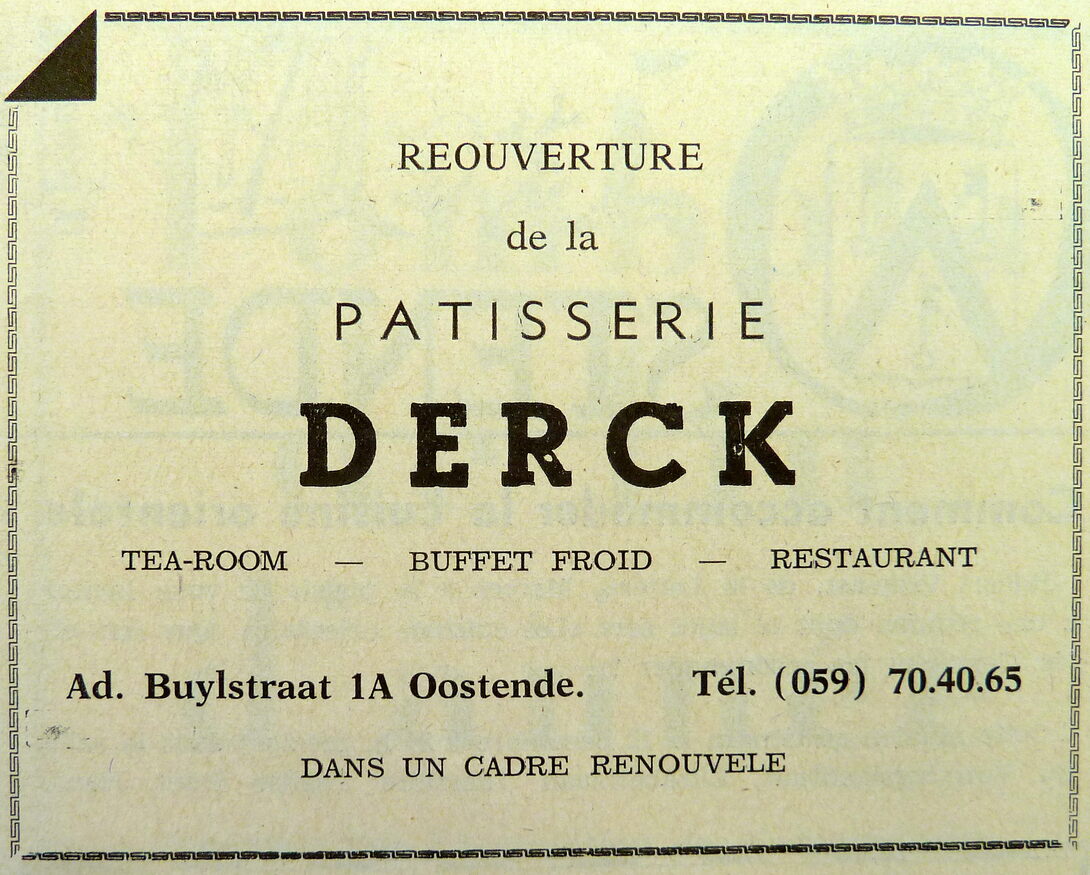 REOUVERTURE
de la
PATISSERIE
DERCK
TEA-ROOM — BUFFET FROID — RESTAURANT
Ad. Buylstraat 1A Oostende. Tél. (059) 70.40.65
DANS UN CADRE RENOUVELE